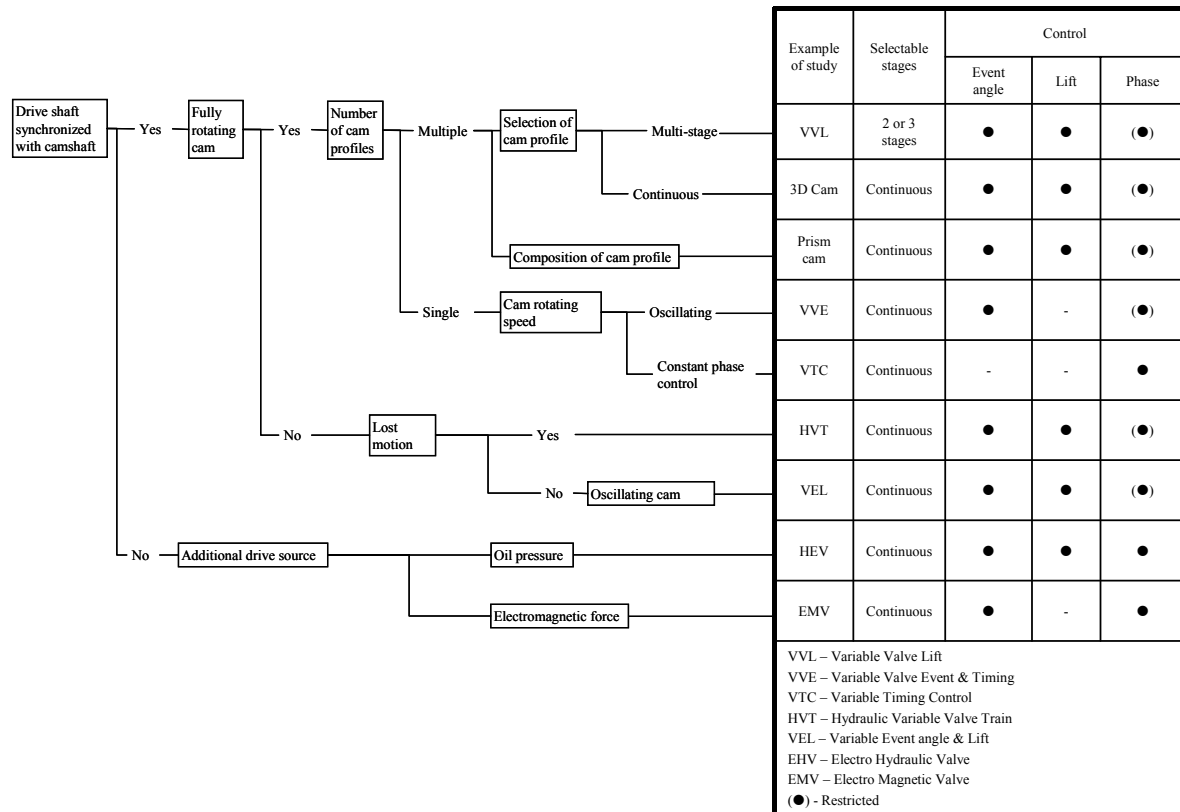 Drive shaft
synchronized
with camshaft
Yes
Fully
rotating
cam
Yes
Number
of cam
profiles
Multiple
Selection of
cam profile
Multi-stage
Continuous
Composition of cam profile
Single
Cam rotating
speed
Oscillating
Constant phase
control
No
Lost
motion
Yes
No
Oscillating cam
No
Additional drive source
Oil pressure
Electromagnetic force
Example
of study
Selectable
stages
Control
Event
angle
Lift
Phase
VVL
2 or 3
stages
● ● (●)
3D Cam Continuous ● ● (●)
Prism
cam
Continuous ● ● (●)
VVE Continuous ● - (●)
VTC Continuous - - ●
HVT Continuous ● ● (●)
VEL Continuous ● ● (●)
HEV Continuous ● ● ●
EMV Continuous ● - ●
VVL – Variable Valve Lift
VVE – Variable Valve Event & Timing
VTC – Variable Timing Control
HVT – Hydraulic Variable Valve Train
VEL – Variable Event angle & Lift
EHV – Electro Hydraulic Valve
EMV – Electro Magnetic Valve
(●) - Restricted